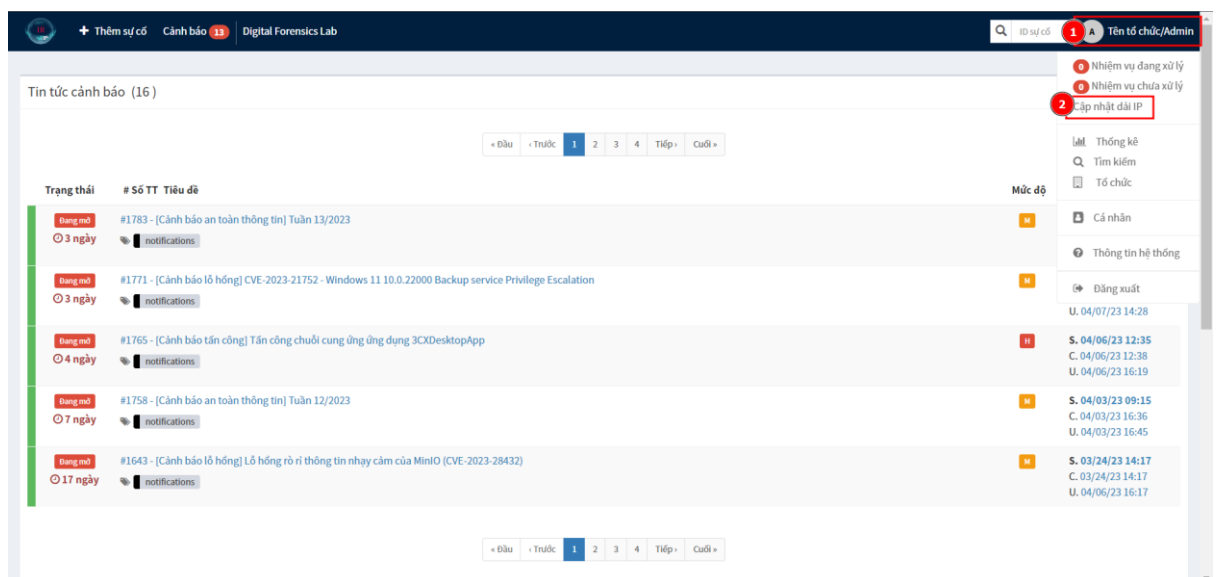 IR
+ Thêm sự cố Cảnh báo 13 Digital Forensics Lab
ID sự cố
1 A Tên tổ chức/Admin
0 Nhiệm vụ đang xử lý
0 Nhiệm vụ chưa xử lý
2 Cập nhật dải IP
Thống kê
Tìm kiếm
Tổ chức
Cá nhân
Thông tin hệ thống
Đăng xuất
Tin tức cảnh báo (16 )
« Đầu ‹ Trước 1 2 3 4 Tiếp › Cuối »
Trạng thái # Số TT Tiêu đề Mức độ
Đang mở #1783 - [Cảnh báo an toàn thông tin] Tuần 13/2023 M
3 ngày notifications
Đang mở #1771 - [Cảnh báo lỗ hổng] CVE-2023-21752 - Windows 11 10.0.22000 Backup service Privilege Escalation M
3 ngày notifications
U. 04/07/23 14:28
Đang mở #1765 - [Cảnh báo tấn công] Tấn công chuỗi cung ứng ứng dụng 3CXDesktopApp H S. 04/06/23 12:35
4 ngày notifications C. 04/06/23 12:38
U. 04/06/23 16:19
Đang mở #1758 - [Cảnh báo an toàn thông tin] Tuần 12/2023 M S. 04/03/23 09:15
7 ngày notifications C. 04/03/23 16:36
U. 04/03/23 16:45
Đang mở #1643 - [Cảnh báo lỗ hổng] Lỗ hổng rò rỉ thông tin nhạy cảm của MinIO (CVE-2023-28432) M S. 03/24/23 14:17
17 ngày notifications C. 03/24/23 14:17
U. 04/06/23 16:17
« Đầu ‹ Trước 1 2 3 4 Tiếp › Cuối »